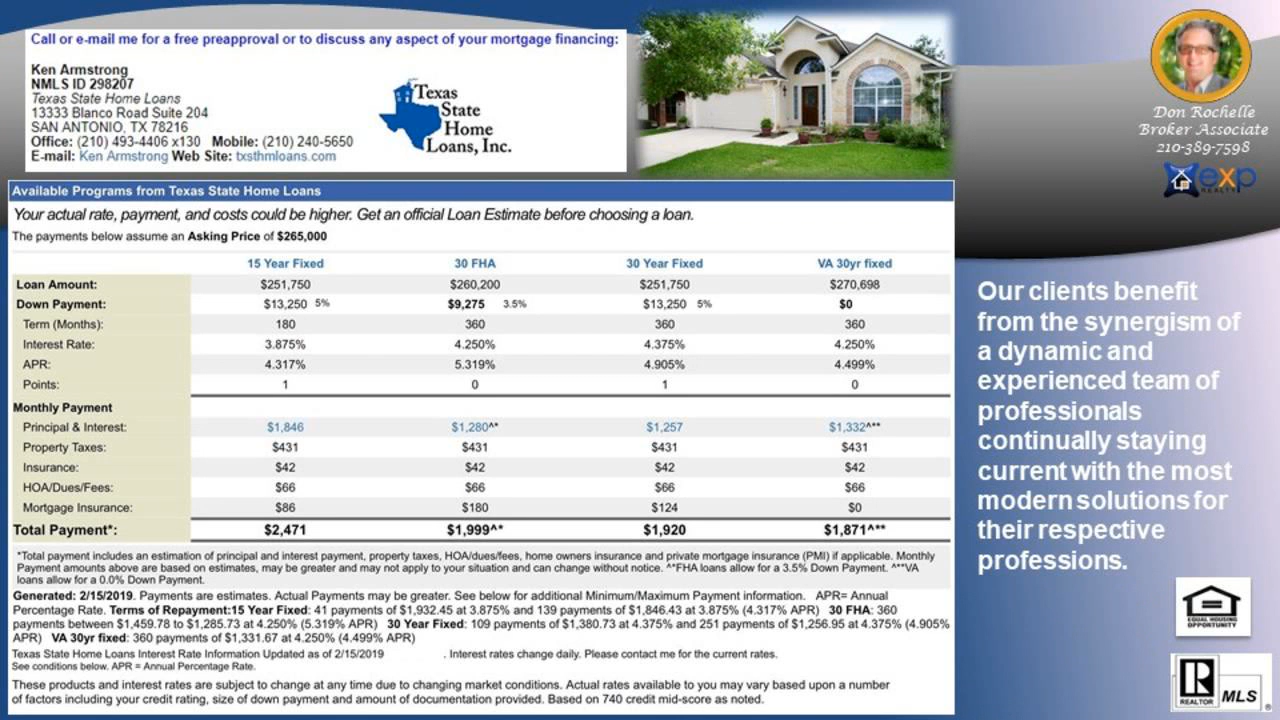 Call or e-mail me for a free preapproval or to discuss any aspect of your mortgage financing:
Ken Armstrong
NMLS ID 298207
Texas State Home Loans
13333 Blanco Road Suite 204
SAN ANTONIO, TX 78216
Office: (210) 493-4406 x130 Mobile: (210) 240-5650
E-mail: Ken Armstrong Web Site: txsthmloans.com
Texas
State
Home
Loans, Inc.
Don Rochelle
Broker Associate
210-389-7598
exp
REALTY
Available Programs from Texas State Home Loans
Your actual rate, payment, and costs could be higher. Get an official Loan Estimate before choosing a loan.
The payments below assume an Asking Price of $265,000
15 Year Fixed 30 FHA 30 Year Fixed VA 30yr fixed
Loan Amount: $251,750 $260,200 $251,750 $270,698
Down Payment: $13,250 5% $9,275 3.5% $13,250 5% $0
Term (Months): 180 360 360 360
Interest Rate: 3.875% 4.250% 4.375% 4.250%
APR: 4.317% 5.319% 4.905% 4.499%
Points: 1 0 1 0
Monthly Payment
Principal & Interest: $1,846 $1,280^* $1,257 $1,332^**
Property Taxes: $431 $431 $431 $431
Insurance: $42 $42 $42 $42
HOA/Dues/Fees: $66 $66 $66 $66
Mortgage Insurance: $86 $180 $124 $0
Total Payment*: $2,471 $1,999^* $1,920 $1,871^**
*Total payment includes an estimation of principal and interest payment, property taxes, HOA/dues/fees, home owners insurance and private mortgage insurance (PMI) if applicable. Monthly
Payment amounts above are based on estimates, may be greater and may not apply to your situation and can change without notice. ^*FHA loans allow for a 3.5% Down Payment. ^**VA
loans allow for a 0.0% Down Payment.
Generated: 2/15/2019. Payments are estimates. Actual Payments may be greater. See below for additional Minimum/Maximum Payment information. APR= Annual
Percentage Rate. Terms of Repayment:15 Year Fixed: 41 payments of $1,932.45 at 3.875% and 139 payments of $1,846.43 at 3.875% (4.317% APR) 30 FHA: 360
payments between $1,459.78 to $1,285.73 at 4.250% (5.319% APR) 30 Year Fixed: 109 payments of $1,380.73 at 4.375% and 251 payments of $1,256.95 at 4.375% (4.905%
APR) VA 30yr fixed: 360 payments of $1,331.67 at 4.250% (4.499% APR)
Texas State Home Loans Interest Rate Information Updated as of 2/15/2019 . Interest rates change daily. Please contact me for the current rates.
See conditions below. APR = Annual Percentage Rate.
These products and interest rates are subject to change at any time due to changing market conditions. Actual rates available to you may vary based upon a number
of factors including your credit rating, size of down payment and amount of documentation provided. Based on 740 credit mid-score as noted.
Our clients benefit
from the synergism of
a dynamic and
experienced team of
professionals
continually staying
current with the most
modern solutions for
their respective
professions.
EQUAL HOUSING
OPPORTUNITY
R MLS ®
REALTOR